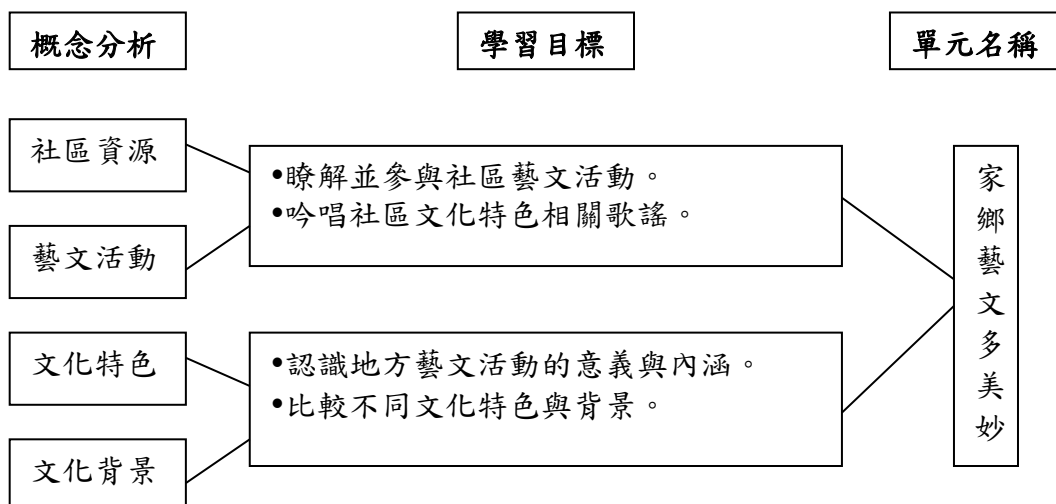 概念分析
學習目標
單元名稱
社區資源
藝文活動
•瞭解並參與社區藝文活動。
•吟唱社區文化特色相關歌謠。
文化特色
文化背景
•認識地方藝文活動的意義與內涵。
•比較不同文化特色與背景。
家鄉藝文多美妙